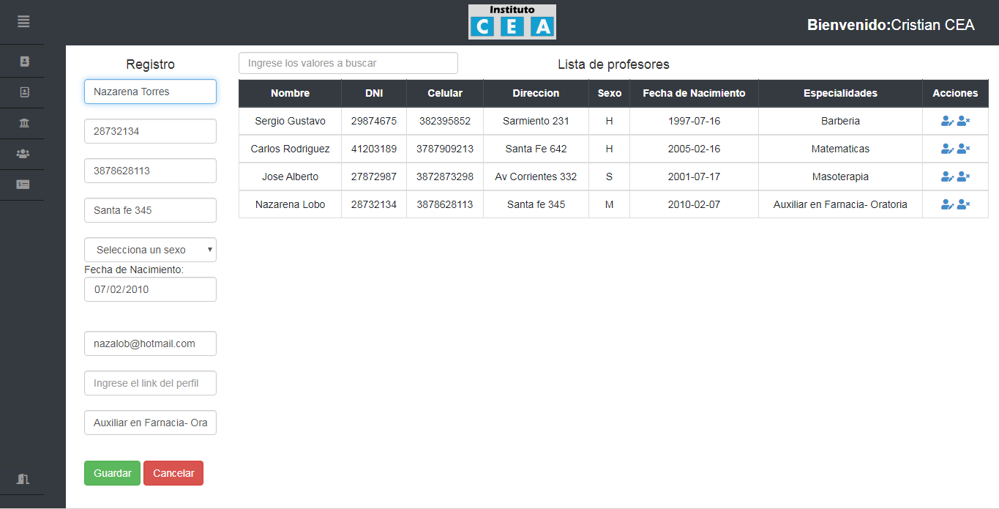 Instituto
CEA
Bienvenido:Cristian CEA
Registro
Nazarena Torres
28732134
3878628113
Santa fe 345
Selecciona un sexo
Fecha de Nacimiento:
07/02/2010
nazalob@hotmail.com
Ingrese el link del perfil
Auxiliar en Farnacia- Ora
Guardar Cancelar
Ingrese los valores a buscar
Lista de profesores
Nombre DNI Celular Direccion Sexo Fecha de Nacimiento Especialidades Acciones
Sergio Gustavo 29874675 382395852 Sarmiento 231 H 1997-07-16 Barberia
Carlos Rodriguez 41203189 3787909213 Santa Fe 642 H 2005-02-16 Matematicas
Jose Alberto 27872987 3872873298 Av Corrientes 332 S 2001-07-17 Masoterapia
Nazarena Lobo 28732134 3878628113 Santa fe 345 M 2010-02-07 Auxiliar en Farnacia- Oratoria